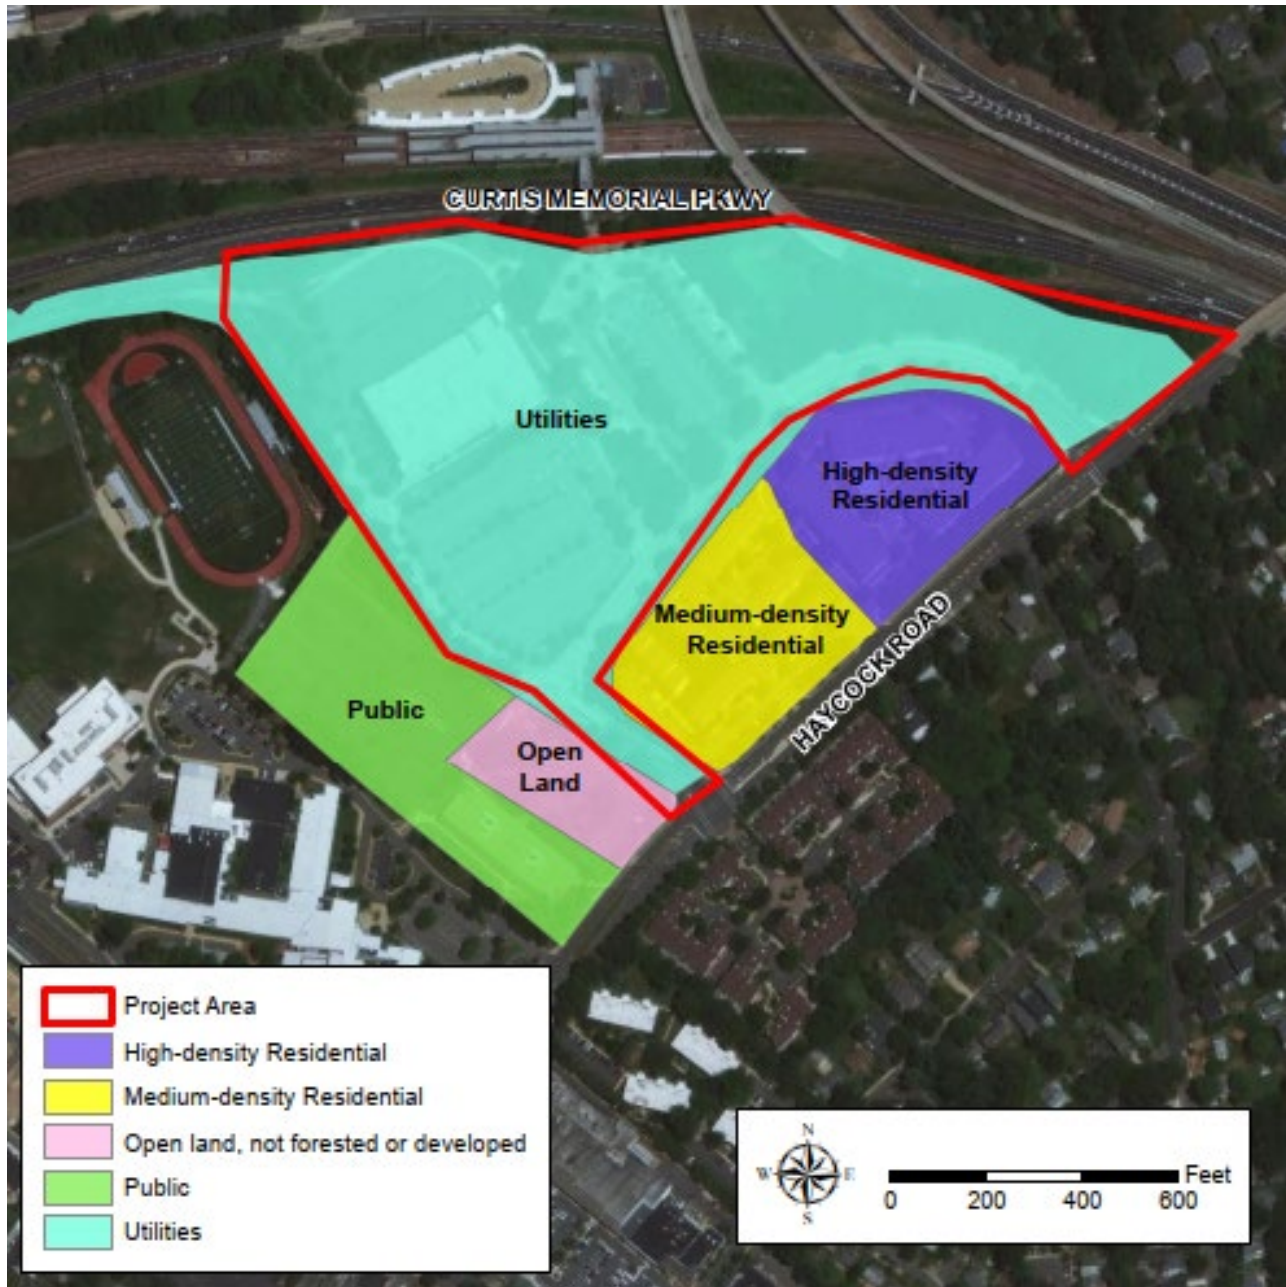 CURTIS MEMORIAL PKWY
Utilities
High-density
Residential
Medium-density
Residential
HAYCOCK ROAD
Public
Open
Land
Project Area
High-density Residential
Medium-density Residential
Open land, not forested or developed
Public
Utilities
N
W E
S
Feet
0 200 400 600